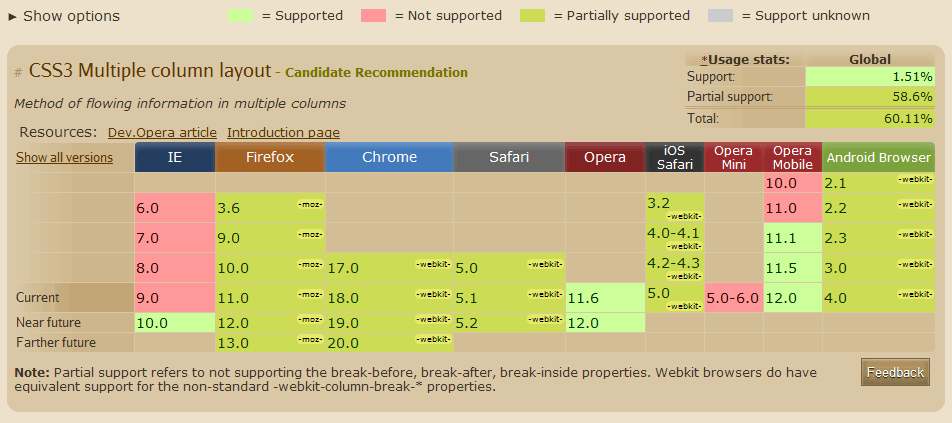 ► Show options = Supported = Not supported = Partially supported = Support unknown
# CSS3 Multiple column layout - Candidate Recommendation
*Usage stats: Global
Support: 1.51%
Partial support: 58.6%
Total: 60.11%
Method of flowing information in multiple columns
Resources: Dev.Opera article Introduction page
Show all versions IE Firefox Chrome Safari Opera iOS Safari Opera Mini Opera Mobile Android Browser
10.0 2.1 -webkit-
6.0 3.6 -moz- 3.2 -webkit- 11.0 2.2 -webkit-
7.0 9.0 -moz- 4.0-4.1 -webkit- 11.1 2.3 -webkit-
8.0 10.0 -moz- 17.0 -webkit- 5.0 -webkit- 4.2-4.3 -webkit- 11.5 3.0 -webkit-
Current 9.0 11.0 -moz- 18.0 -webkit- 5.1 -webkit- 11.6 5.0 -webkit- 5.0-6.0 12.0 4.0 -webkit-
Near future 10.0 12.0 -moz- 19.0 -webkit- 5.2 -webkit- 12.0
Farther future 13.0 -moz- 20.0 -webkit-
Note: Partial support refers to not supporting the break-before, break-after, break-inside properties. Webkit browsers do have
equivalent support for the non-standard -webkit-column-break-* properties.
Feedback